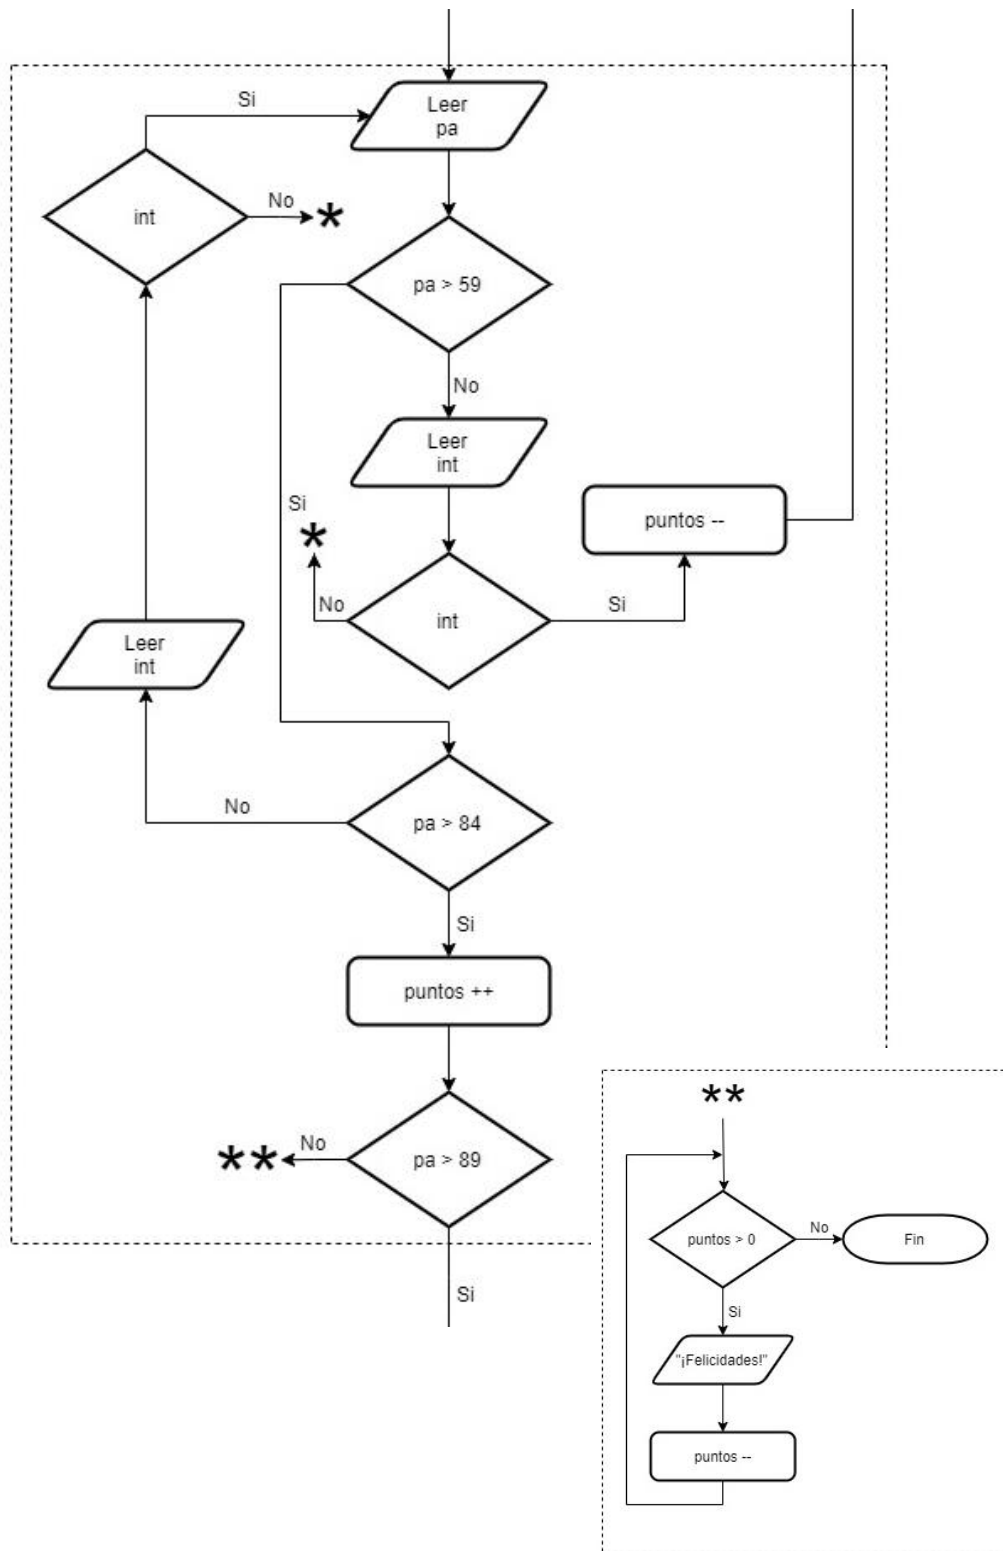 Si
Leer
pa
int
No
*
pa > 59
No
Leer
int
Si
*
puntos --
No
int
Si
Leer
int
No
pa > 84
Si
puntos ++
**
No
pa > 89
Si
**
puntos > 0
No
Fin
Si
"¡Felicidades!"
puntos --